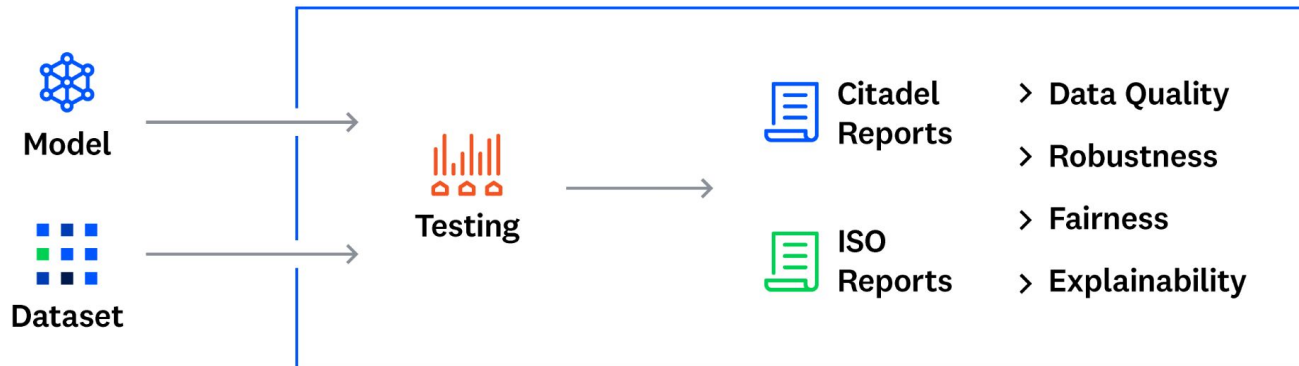 Model
Dataset
Testing
Citadel
Reports
ISO
Reports
> Data Quality
> Robustness
> Fairness
> Explainability